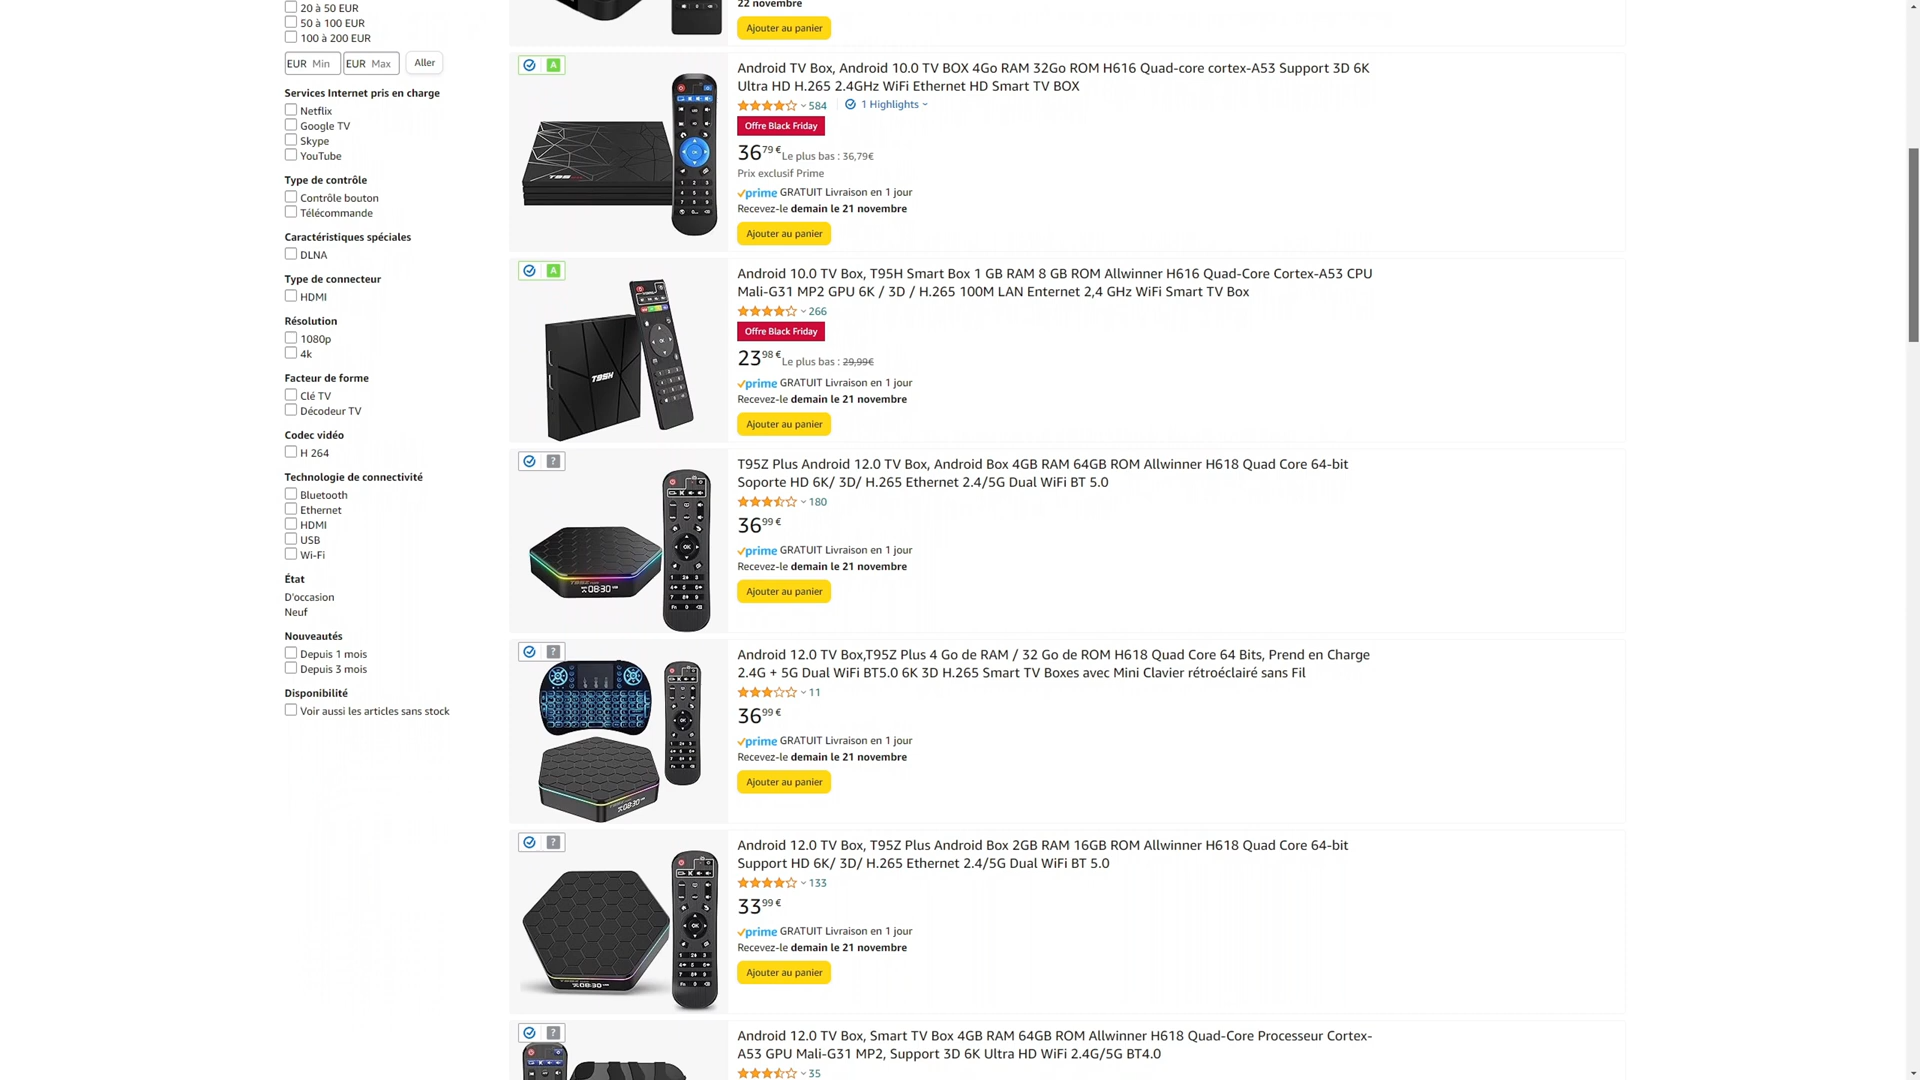 20 à 50 EUR
50 à 100 EUR
100 à 200 EUR
EUR Min EUR Max Aller
Services Internet pris en charge
Netflix
Google TV
Skype
YouTube
Type de contrôle
Contrôle bouton
Télécommande
Caractéristiques spéciales
DLNA
Type de connecteur
HDMI
Résolution
1080p
4k
Facteur de forme
Clé TV
Décodeur TV
Codec vidéo
H 264
Technologie de connectivité
Bluetooth
Ethernet
HDMI
USB
Wi-Fi
État
D'occasion
Neuf
Nouveautés
Depuis 1 mois
Depuis 3 mois
Disponibilité
Voir aussi les articles sans stock
22 novembre
Ajouter au panier
A
Android TV Box, Android 10.0 TV BOX 4Go RAM 32Go ROM H616 Quad-core cortex-A53 Support 3D 6K
Ultra HD H.265 2.4GHz WiFi Ethernet HD Smart TV BOX
584 1 Highlights
Offre Black Friday
36,79 € Le plus bas : 36,79€
Prix exclusif Prime
prime GRATUIT Livraison en 1 jour
Recevez-le demain le 21 novembre
Ajouter au panier
A
T95H
Android 10.0 TV Box, T95H Smart Box 1 GB RAM 8 GB ROM Allwinner H616 Quad-Core Cortex-A53 CPU
Mali-G31 MP2 GPU 6K / 3D / H.265 100M LAN Enternet 2,4 GHz WiFi Smart TV Box
266
Offre Black Friday
23 98 € Le plus bas : 29,99€
prime GRATUIT Livraison en 1 jour
Recevez-le demain le 21 novembre
Ajouter au panier
?
08:30
T95Z Plus Android 12.0 TV Box, Android Box 4GB RAM 64GB ROM Allwinner H618 Quad Core 64-bit
Soporte HD 6K/ 3D/ H.265 Ethernet 2.4/5G Dual WiFi BT 5.0
180
36 99 €
prime GRATUIT Livraison en 1 jour
Recevez-le demain le 21 novembre
Ajouter au panier
?
08:30
Android 12.0 TV Box,T95Z Plus 4 Go de RAM / 32 Go de ROM H618 Quad Core 64 Bits, Prend en Charge
2.4G + 5G Dual WiFi BT5.0 6K 3D H.265 Smart TV Boxes avec Mini Clavier rétroéclairé sans Fil
11
36 99 €
prime GRATUIT Livraison en 1 jour
Recevez-le demain le 21 novembre
Ajouter au panier
?
08:30
Android 12.0 TV Box, T95Z Plus Android Box 2GB RAM 16GB ROM Allwinner H618 Quad Core 64-bit
Support HD 6K/ 3D/ H.265 Ethernet 2.4/5G Dual WiFi BT 5.0
133
33 99 €
prime GRATUIT Livraison en 1 jour
Recevez-le demain le 21 novembre
Ajouter au panier
?
Android 12.0 TV Box, Smart TV Box 4GB RAM 64GB ROM Allwinner H618 Quad-Core Processeur Cortex-
A53 GPU Mali-G31 MP2, Support 3D 6K Ultra HD WiFi 2.4G/5G BT4.0
35